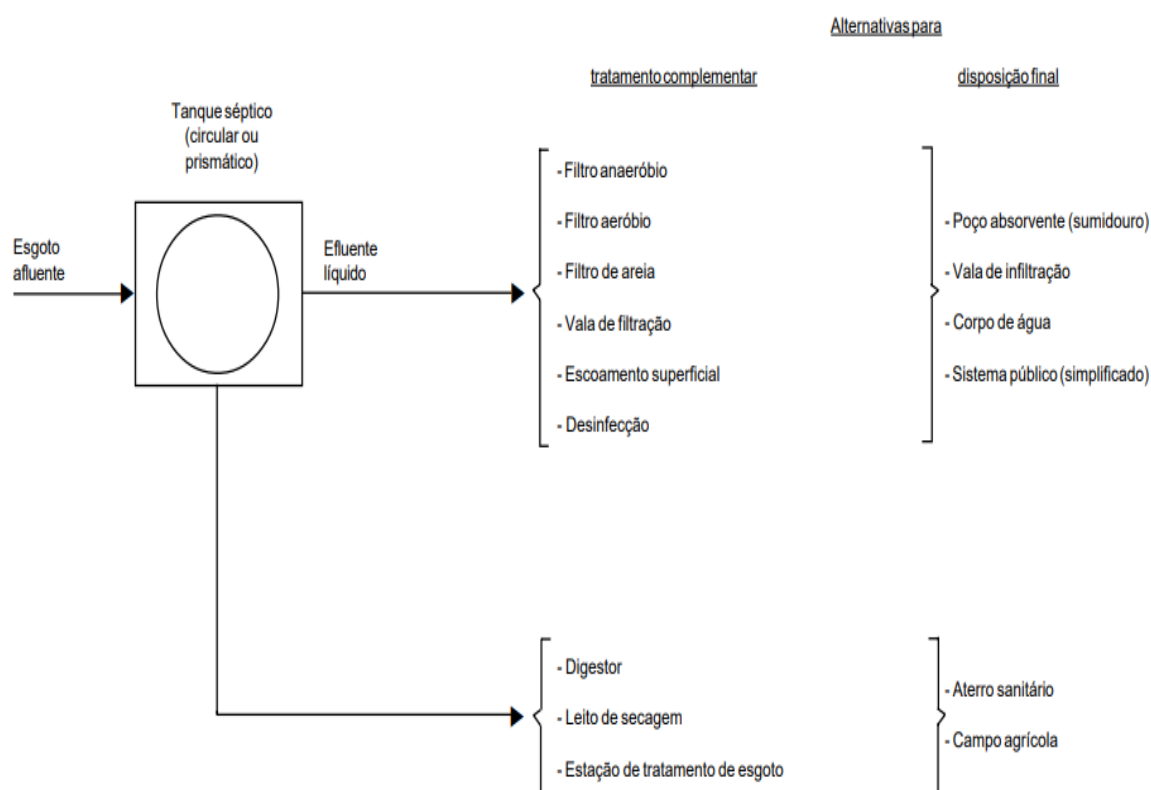 Alternativas para
tratamento complementar
disposição final
Tanque séptico
(circular ou
prismático)
Esgoto
afluente
Efluente
líquido
- Filtro anaeróbio
- Filtro aeróbio
- Filtro de areia
- Vala de filtração
- Escoamento superficial
- Desinfecção
- Poço absorvente (sumidouro)
- Vala de infiltração
- Corpo de água
- Sistema público (simplificado)
- Digestor
- Leito de secagem
- Estação de tratamento de esgoto
- Aterro sanitário
- Campo agrícola